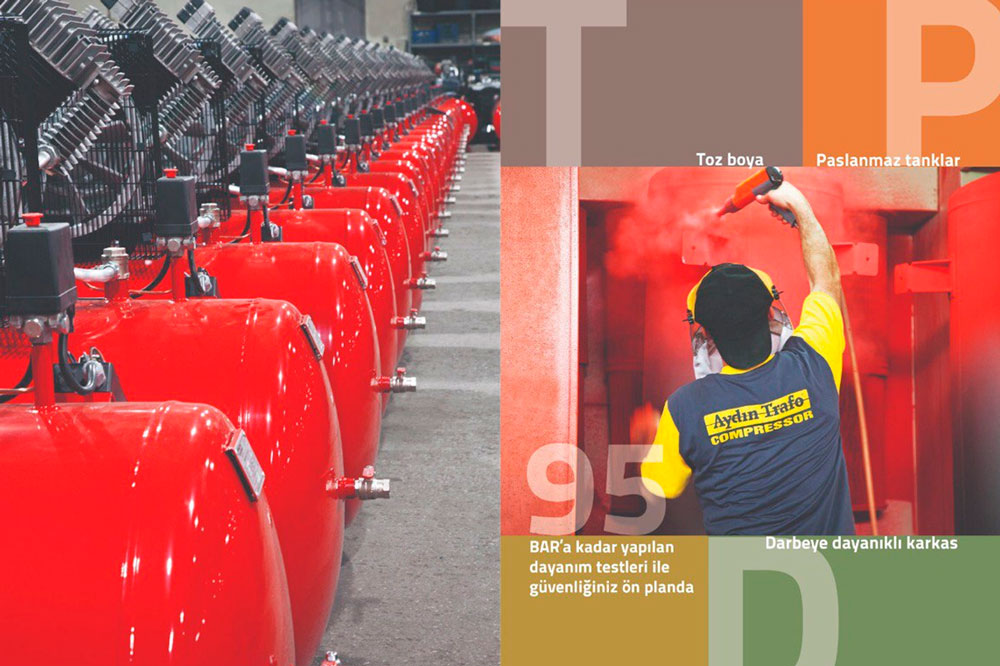 T
P
Toz boya
Paslanmaz tanklar
Aydın Trafo
COMPRESSOR
95
BAR'a kadar yapılan
dayanım testleri ile
güvenliğiniz ön planda
Darbeye dayanıklı karkas
D